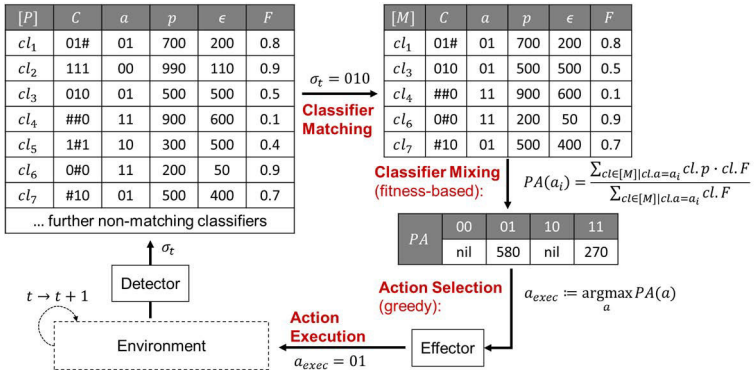 [P] C a p ϵ F
cl₁ 01# 01 700 200 0.8
cl₂ 111 00 990 110 0.9
cl₃ 010 01 500 500 0.5
cl₄ ##0 11 900 600 0.1
cl₅ 1#1 10 300 500 0.4
cl₆ 0#0 11 200 50 0.9
cl₇ #10 01 500 400 0.7
... further non-matching classifiers
σₜ = 010
Classifier
Matching
[M] C a p ϵ F
cl₁ 01# 01 700 200 0.8
cl₃ 010 01 500 500 0.5
cl₄ ##0 11 900 600 0.1
cl₆ 0#0 11 200 50 0.9
cl₇ #10 01 500 400 0.7
Classifier Mixing
(fitness-based):
PA(aᵢ) = ∑cl∈[M]|cl.a=aᵢ cl.p · cl.F / ∑cl∈[M]|cl.a=aᵢ cl.F
PA 00 01 10 11
nil 580 nil 270
Action Selection
(greedy):
a_exec ≔ argmax PA(a)
a
Effector
Action
Execution
a_exec = 01
Environment
t → t + 1
Detector
σₜ